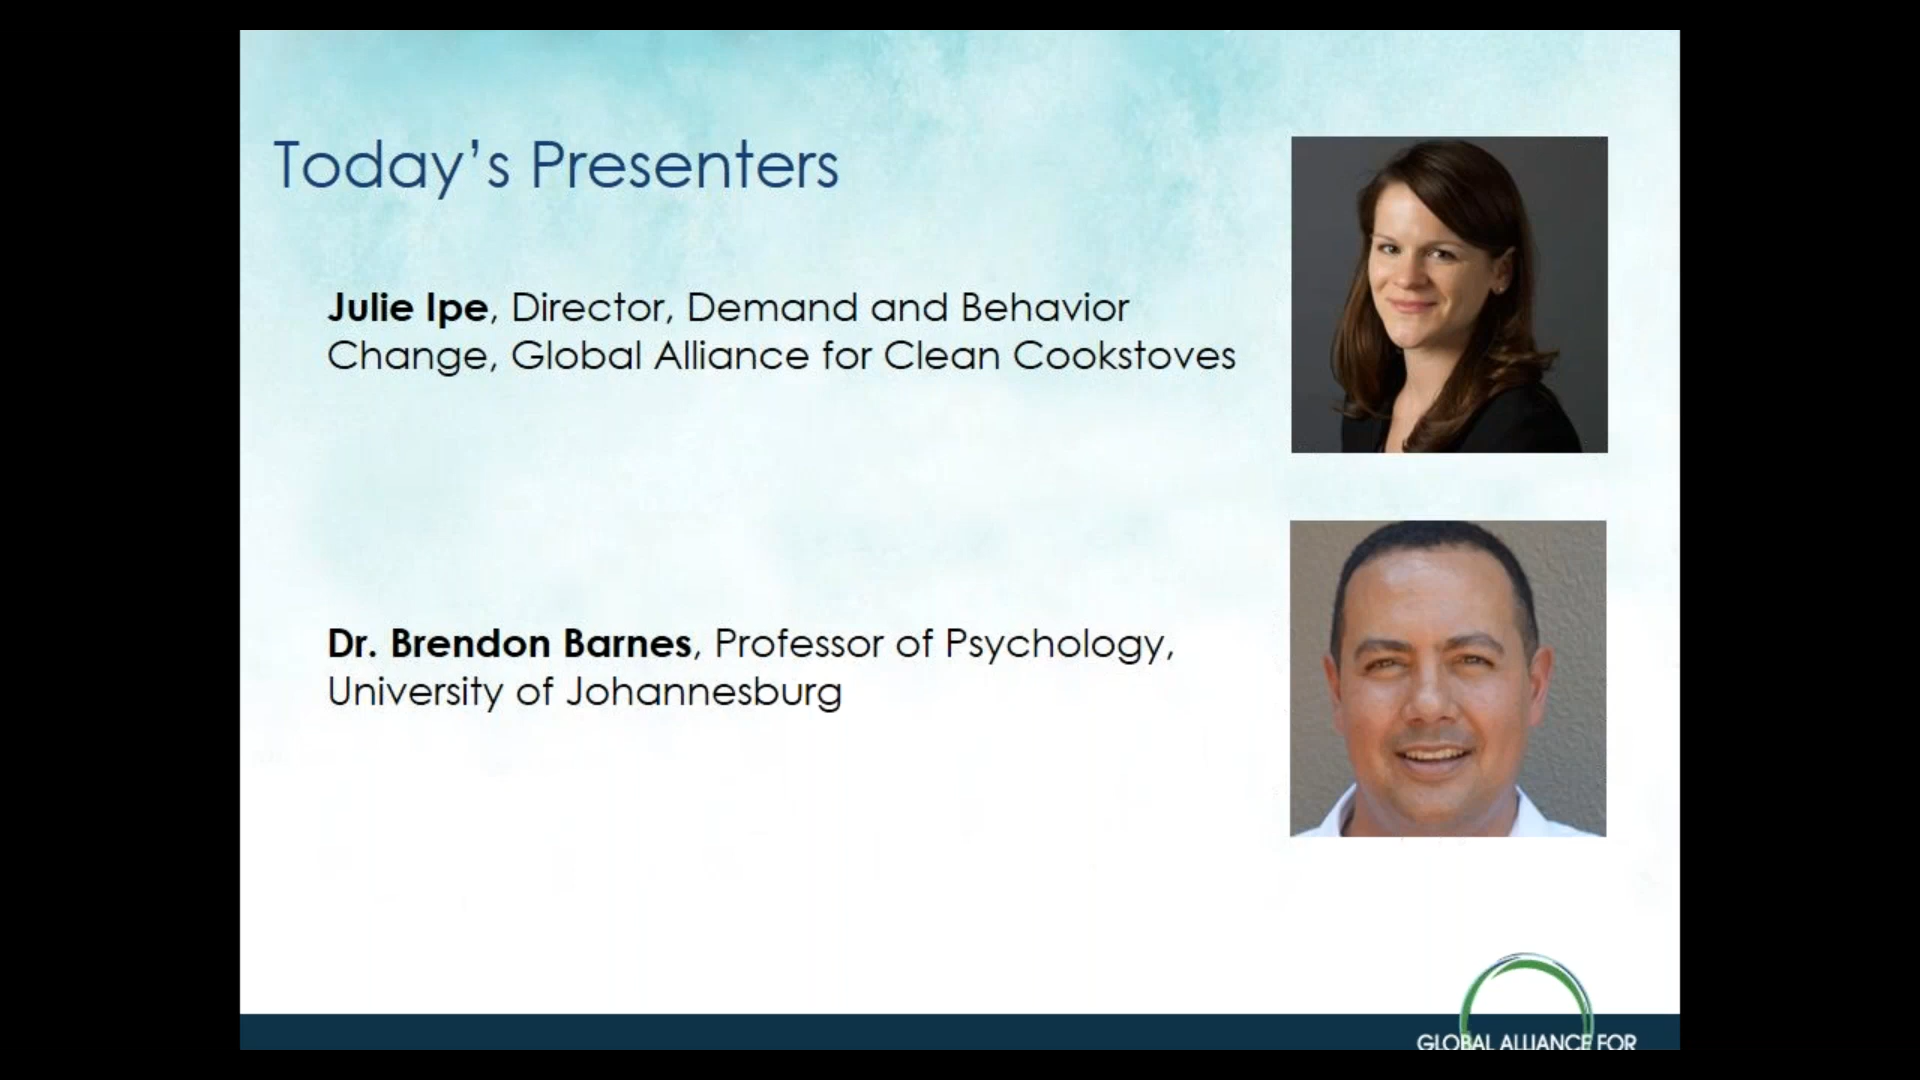 Today’s Presenters
Julie Ipe, Director, Demand and Behavior
Change, Global Alliance for Clean Cookstoves
Dr. Brendon Barnes, Professor of Psychology,
University of Johannesburg
GLOBAL ALLIANCE FOR